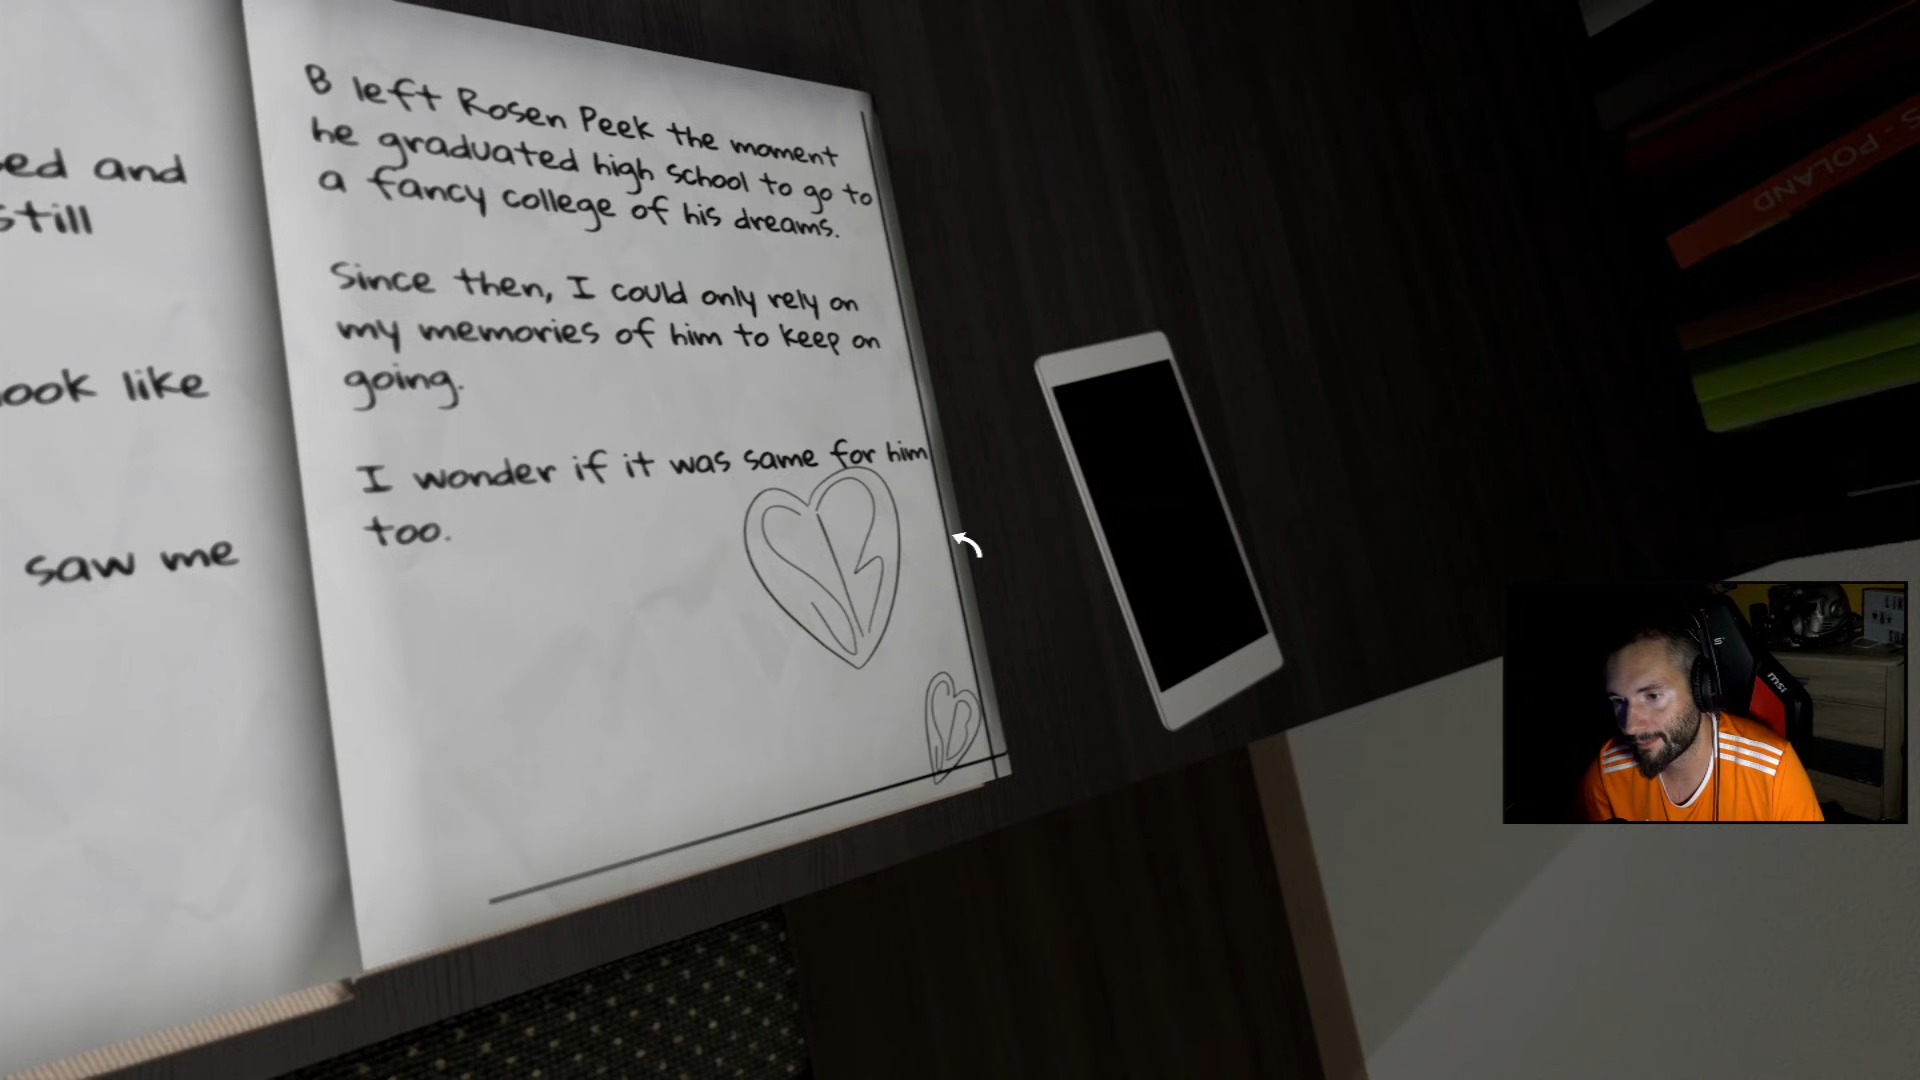 ed and
still
ook like
saw me
B left Rosen Peek the moment
he graduated high school to go to
a fancy college of his dreams.
Since then, I could only rely on
my memories of him to keep on
going.
I wonder if it was same for him
too.
S - POLAND
msi